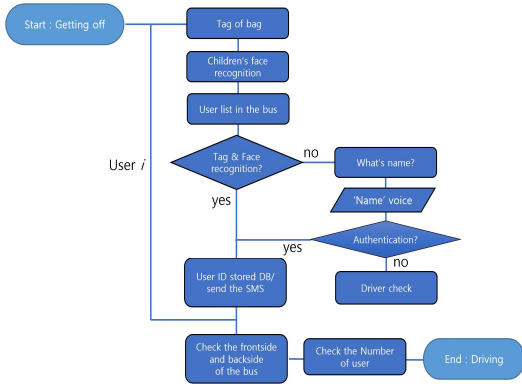 Start : Getting off
Tag of bag
Children's face
recognition
User list in the bus
Tag & Face
recognition?
no
What's name?
User i
yes
'Name' voice
Authentication?
yes
no
User ID stored DB/
send the SMS
Driver check
Check the frontside
and backside
of the bus
Check the Number
of user
End : Driving